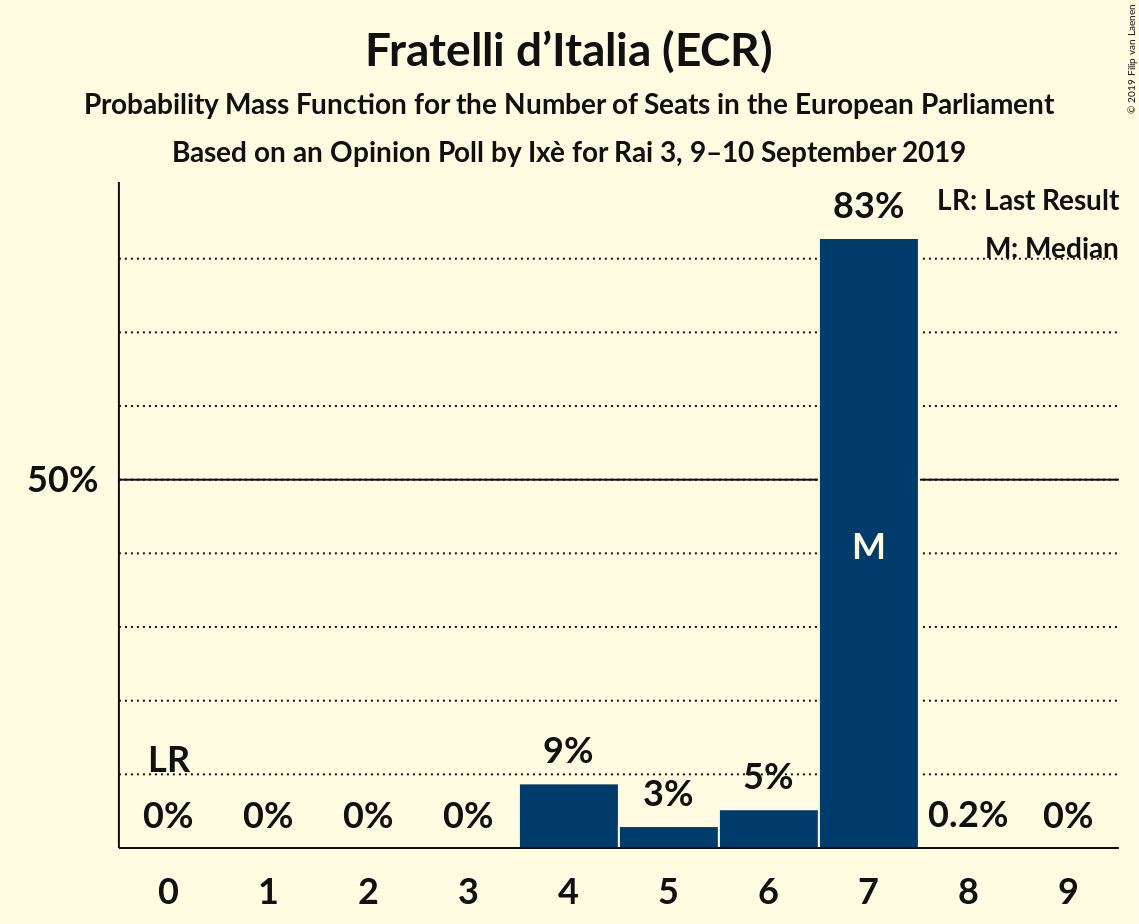 Fratelli d’Italia (ECR)
Probability Mass Function for the Number of Seats in the European Parliament
Based on an Opinion Poll by Ixè for Rai 3, 9–10 September 2019
© 2019 Filip van Laenen
LR: Last Result
M: Median
83%
50%
M
LR
9%
5%
3%
0% 0% 0% 0% 0.2% 0%
0 1 2 3 4 5 6 7 8 9